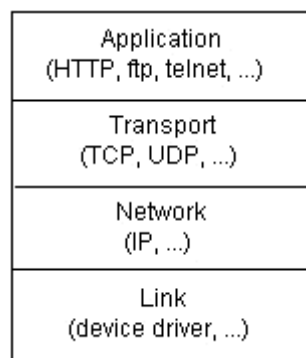 Application
(HTTP, ftp, telnet, ...)
Transport
(TCP, UDP, ...)
Network
(IP, ...)
Link
(device driver, ...)